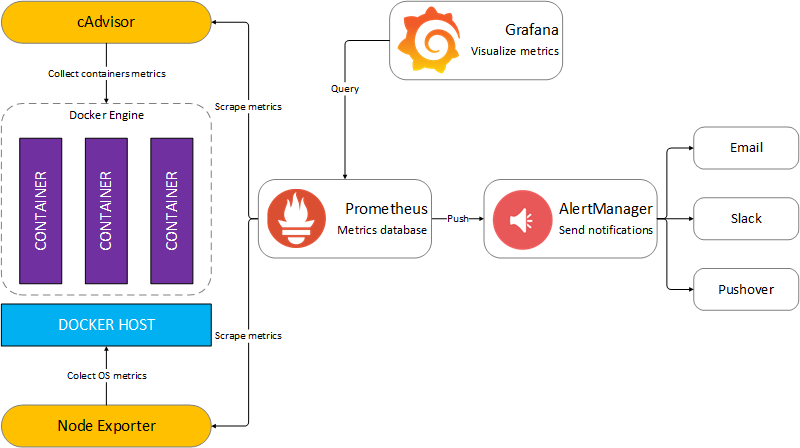 cAdvisor
Collect containers metrics
Docker Engine
CONTAINER
CONTAINER
CONTAINER
DOCKER HOST
Colect OS metrics
Node Exporter
Scrape metrics
Scrape metrics
Grafana
Visualize metrics
Query
Prometheus
Metrics database
Push
AlertManager
Send notifications
Email
Slack
Pushover